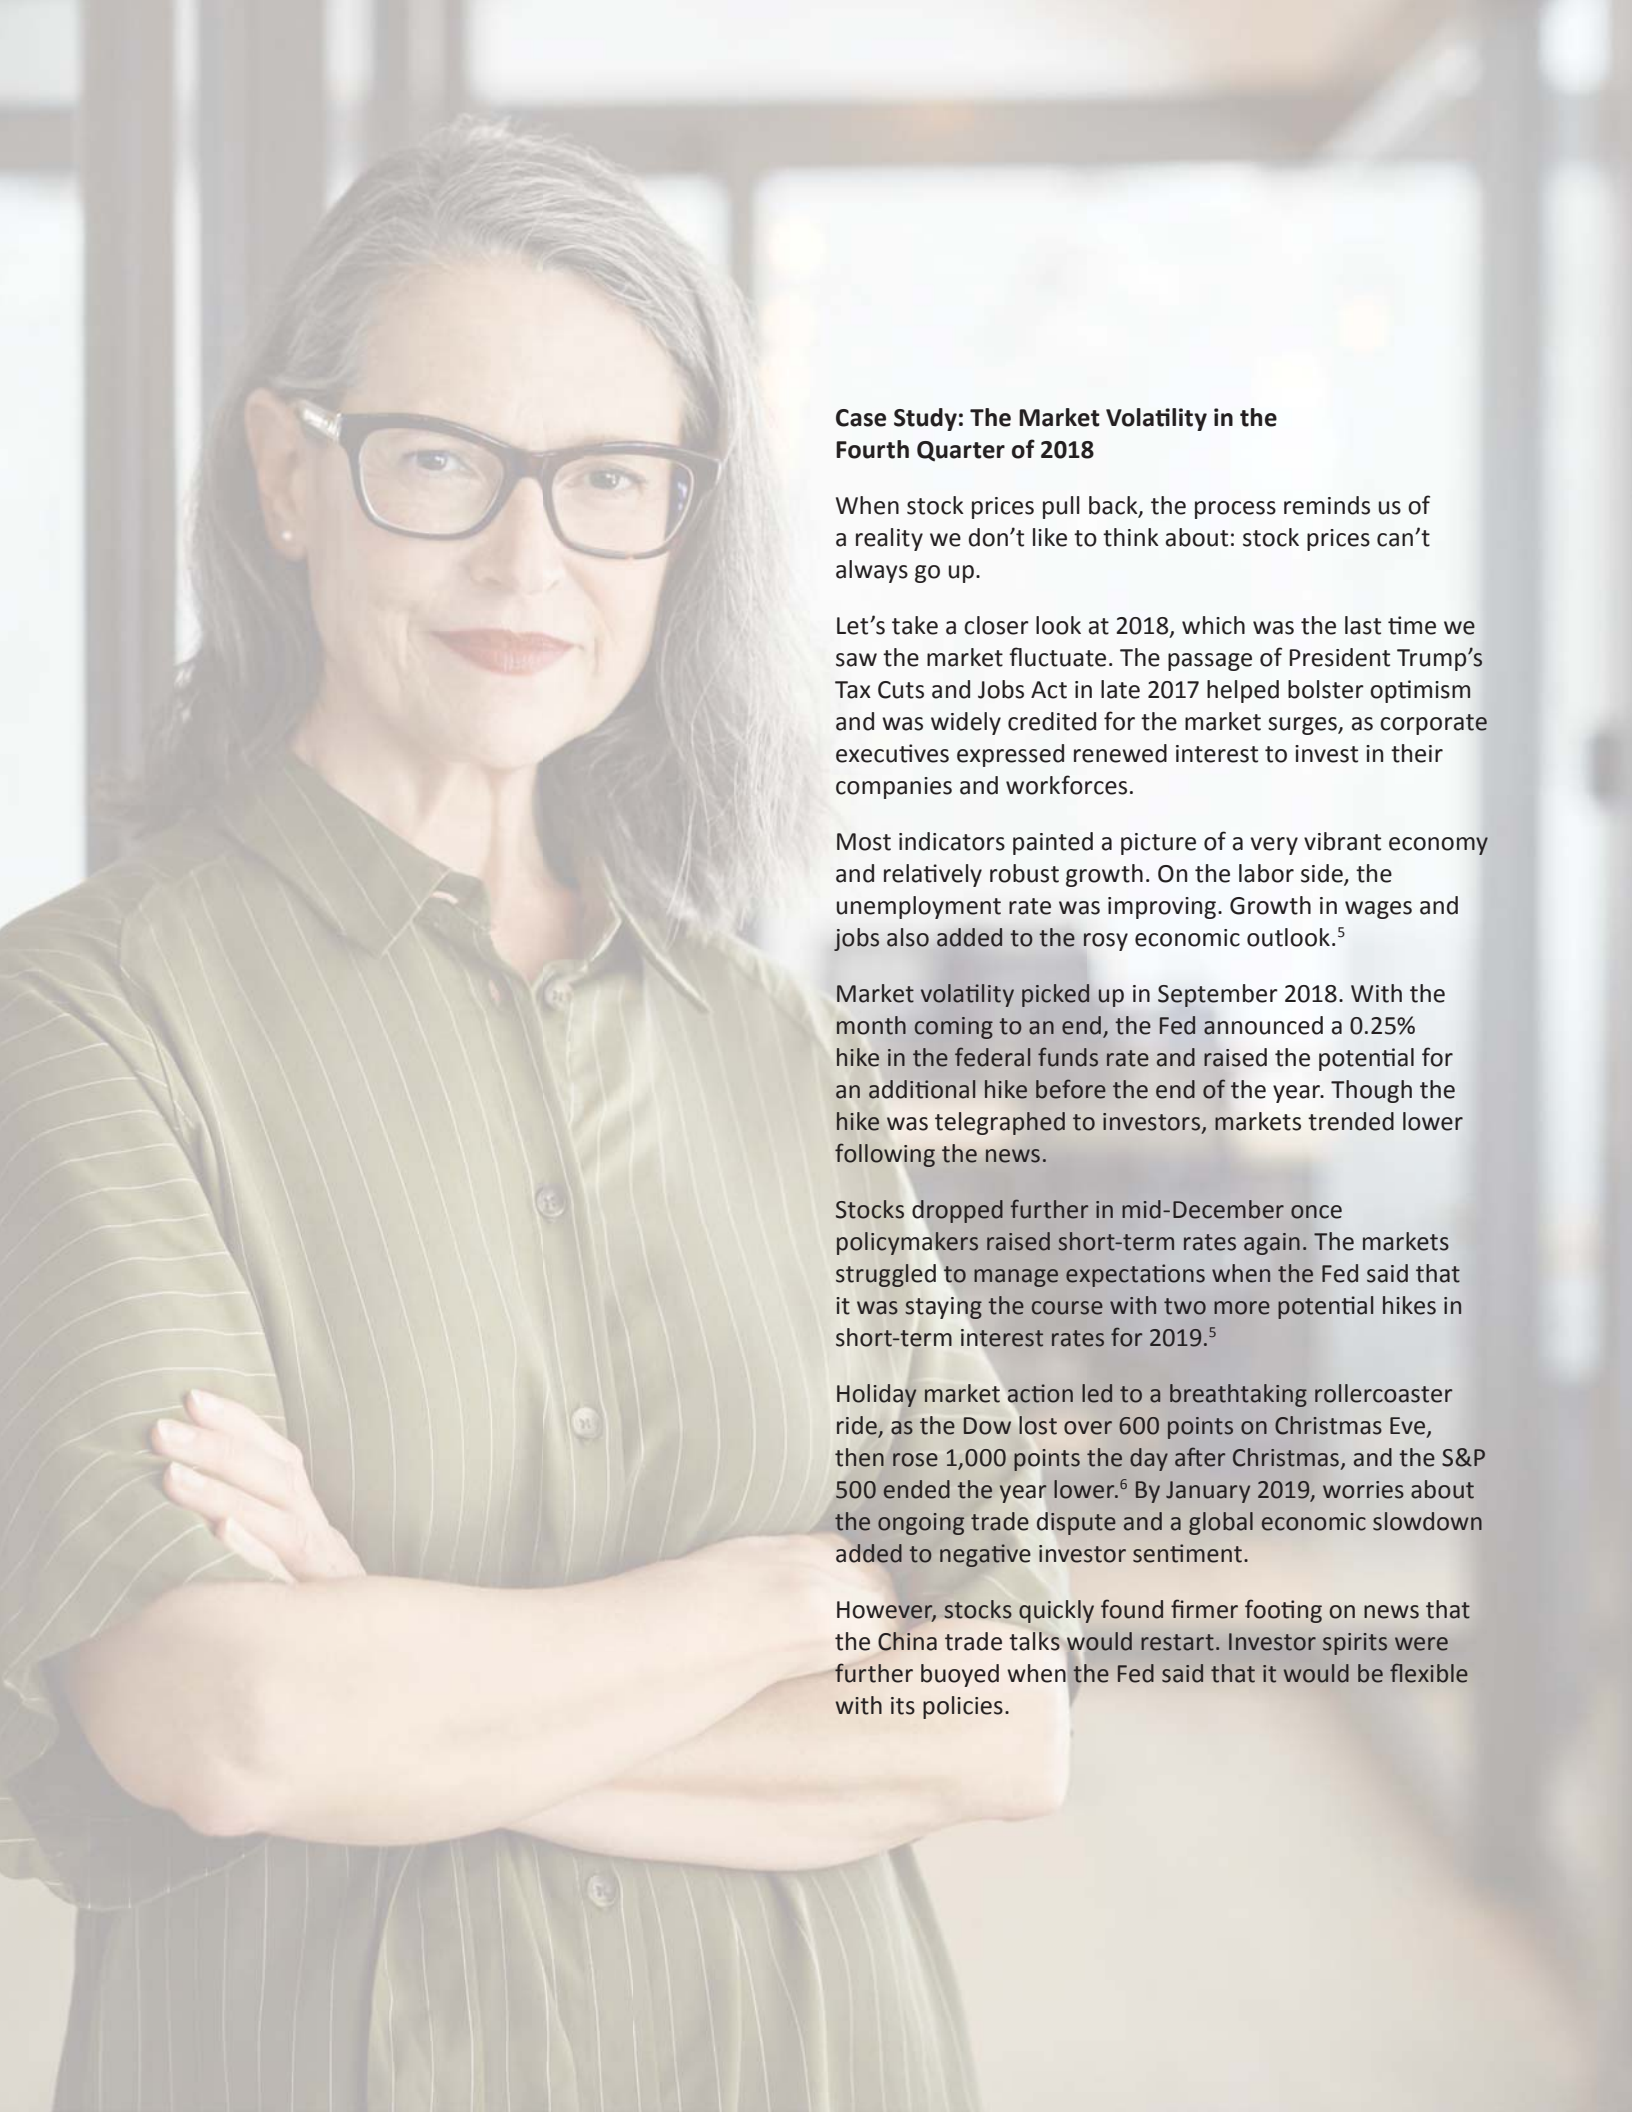 Case Study: The Market Volatility in the
Fourth Quarter of 2018
When stock prices pull back, the process reminds us of
a reality we don’t like to think about: stock prices can’t
always go up.
Let’s take a closer look at 2018, which was the last time we
saw the market fluctuate. The passage of President Trump’s
Tax Cuts and Jobs Act in late 2017 helped bolster optimism
and was widely credited for the market surges, as corporate
executives expressed renewed interest to invest in their
companies and workforces.
Most indicators painted a picture of a very vibrant economy
and relatively robust growth. On the labor side, the
unemployment rate was improving. Growth in wages and
jobs also added to the rosy economic outlook.⁵
Market volatility picked up in September 2018. With the
month coming to an end, the Fed announced a 0.25%
hike in the federal funds rate and raised the potential for
an additional hike before the end of the year. Though the
hike was telegraphed to investors, markets trended lower
following the news.
Stocks dropped further in mid-December once
policymakers raised short-term rates again. The markets
struggled to manage expectations when the Fed said that
it was staying the course with two more potential hikes in
short-term interest rates for 2019.⁵
Holiday market action led to a breathtaking rollercoaster
ride, as the Dow lost over 600 points on Christmas Eve,
then rose 1,000 points the day after Christmas, and the S&P
500 ended the year lower.⁶ By January 2019, worries about
the ongoing trade dispute and a global economic slowdown
added to negative investor sentiment.
However, stocks quickly found firmer footing on news that
the China trade talks would restart. Investor spirits were
further buoyed when the Fed said that it would be flexible
with its policies.